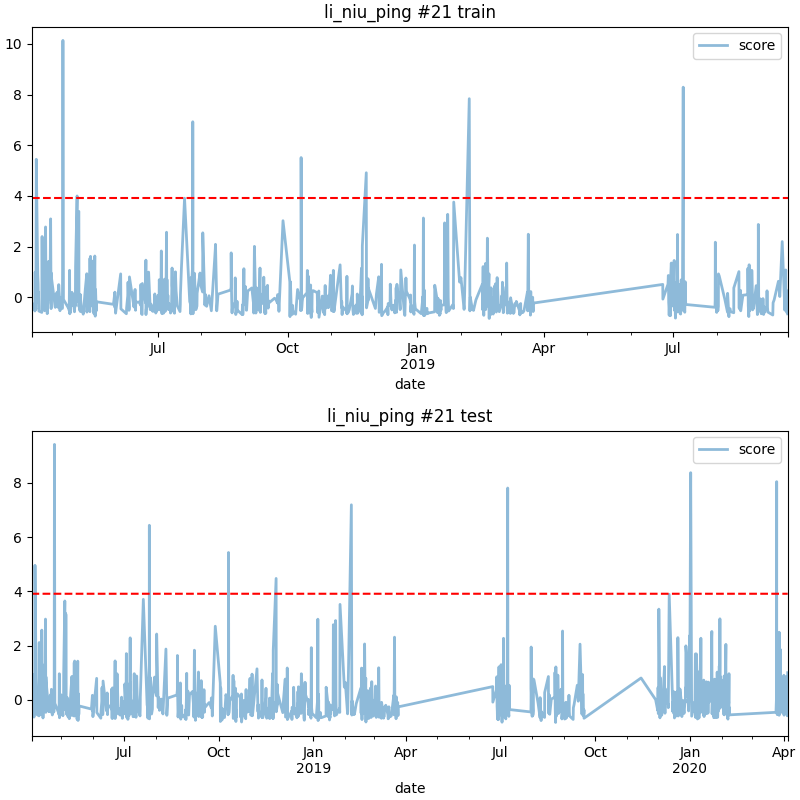 li_niu_ping #21 train
score
10
8
6
4
2
0
Jul Oct Jan Apr Jul
2019
date
li_niu_ping #21 test
score
8
6
4
2
0
Jul Oct Jan Apr Jul Oct Jan Apr
2019 2020
date